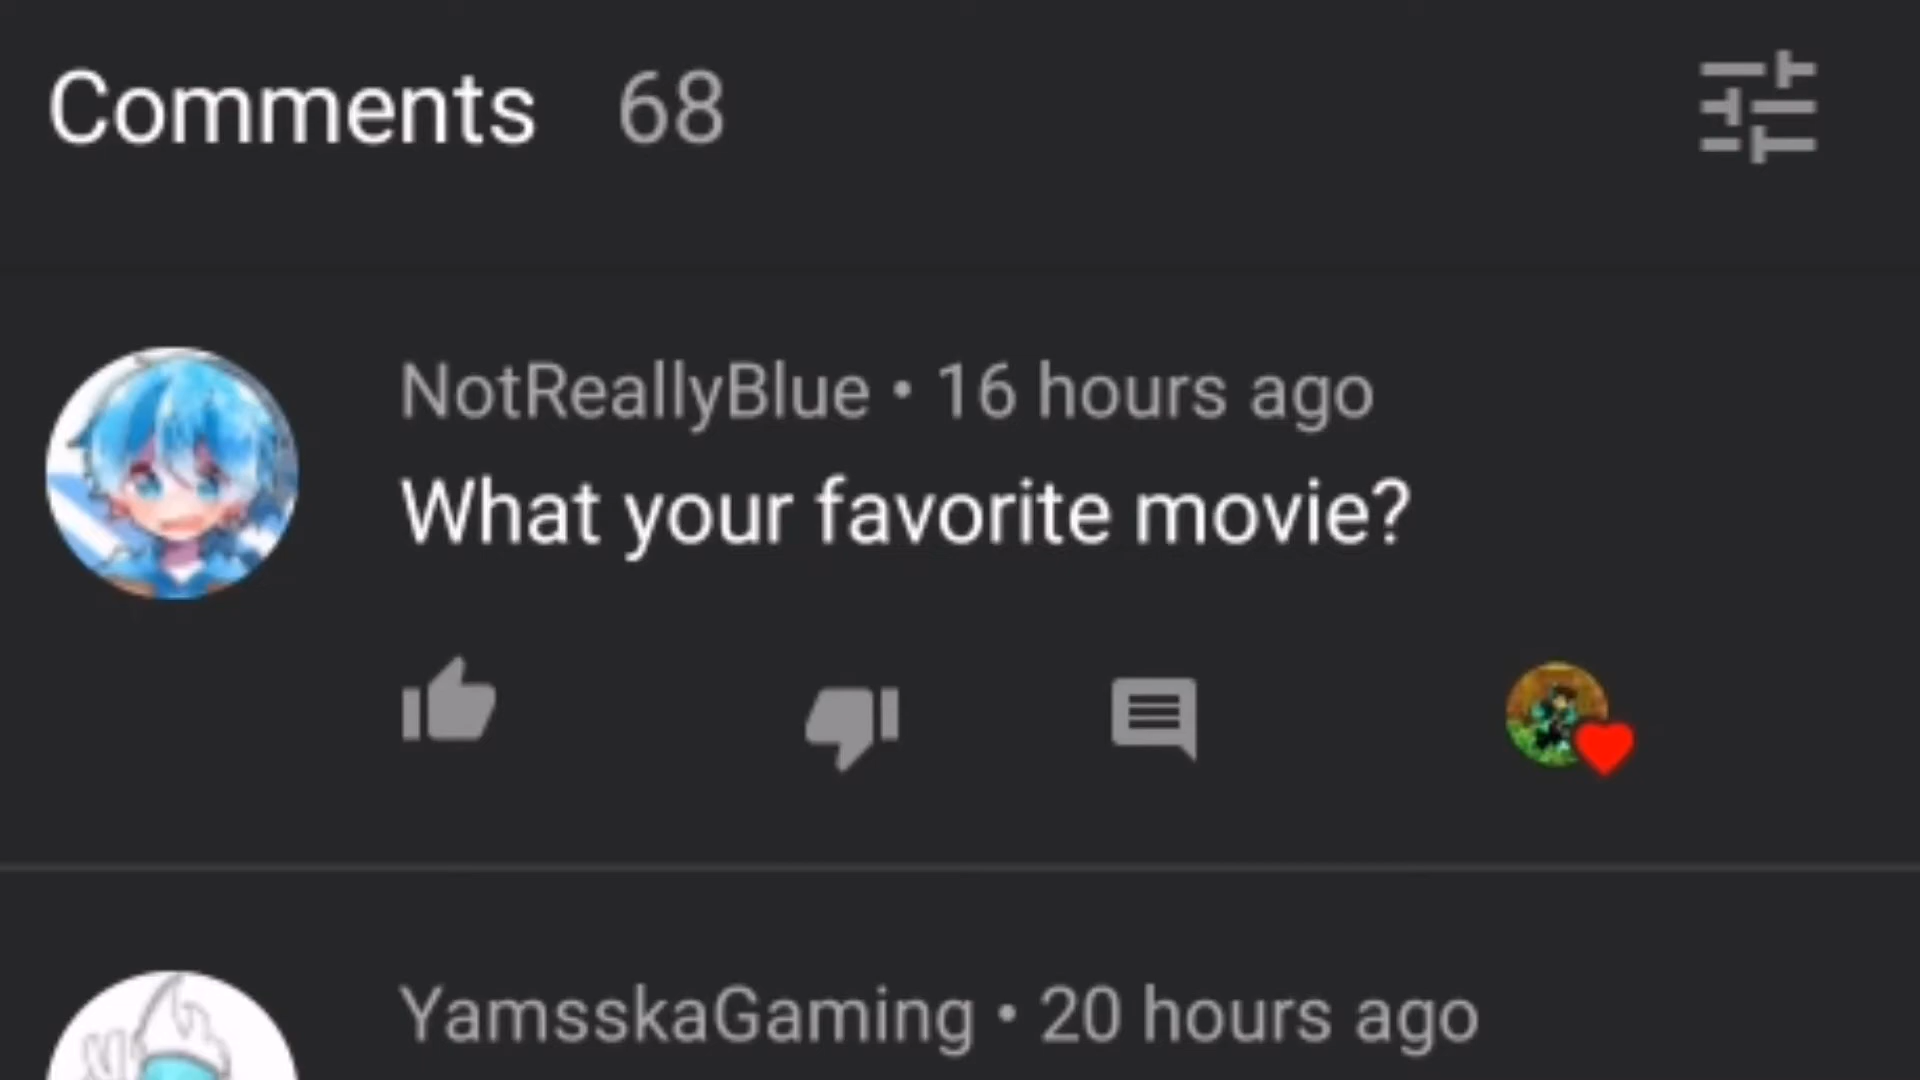 Comments 68
NotReallyBlue • 16 hours ago
What your favorite movie?
YamsskaGaming • 20 hours ago